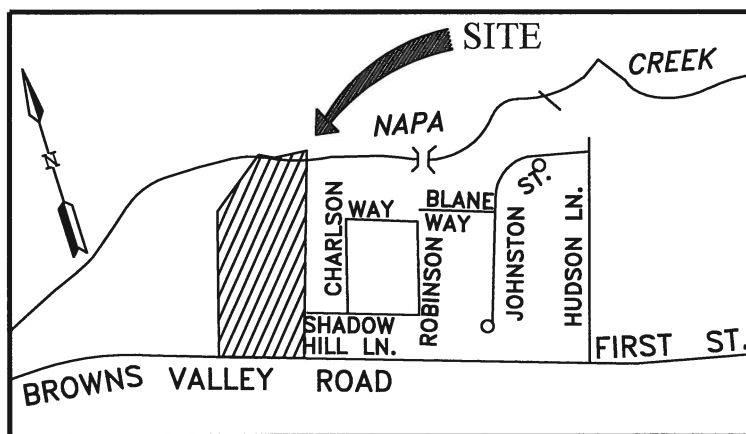 SITE
CREEK
NAPA
N
CHARLSON
WAY
BLANE
WAY
ROBINSON
JOHNSTON
ST.
HUDSON LN.
SHADOW
HILL LN.
FIRST ST.
BROWNS VALLEY ROAD